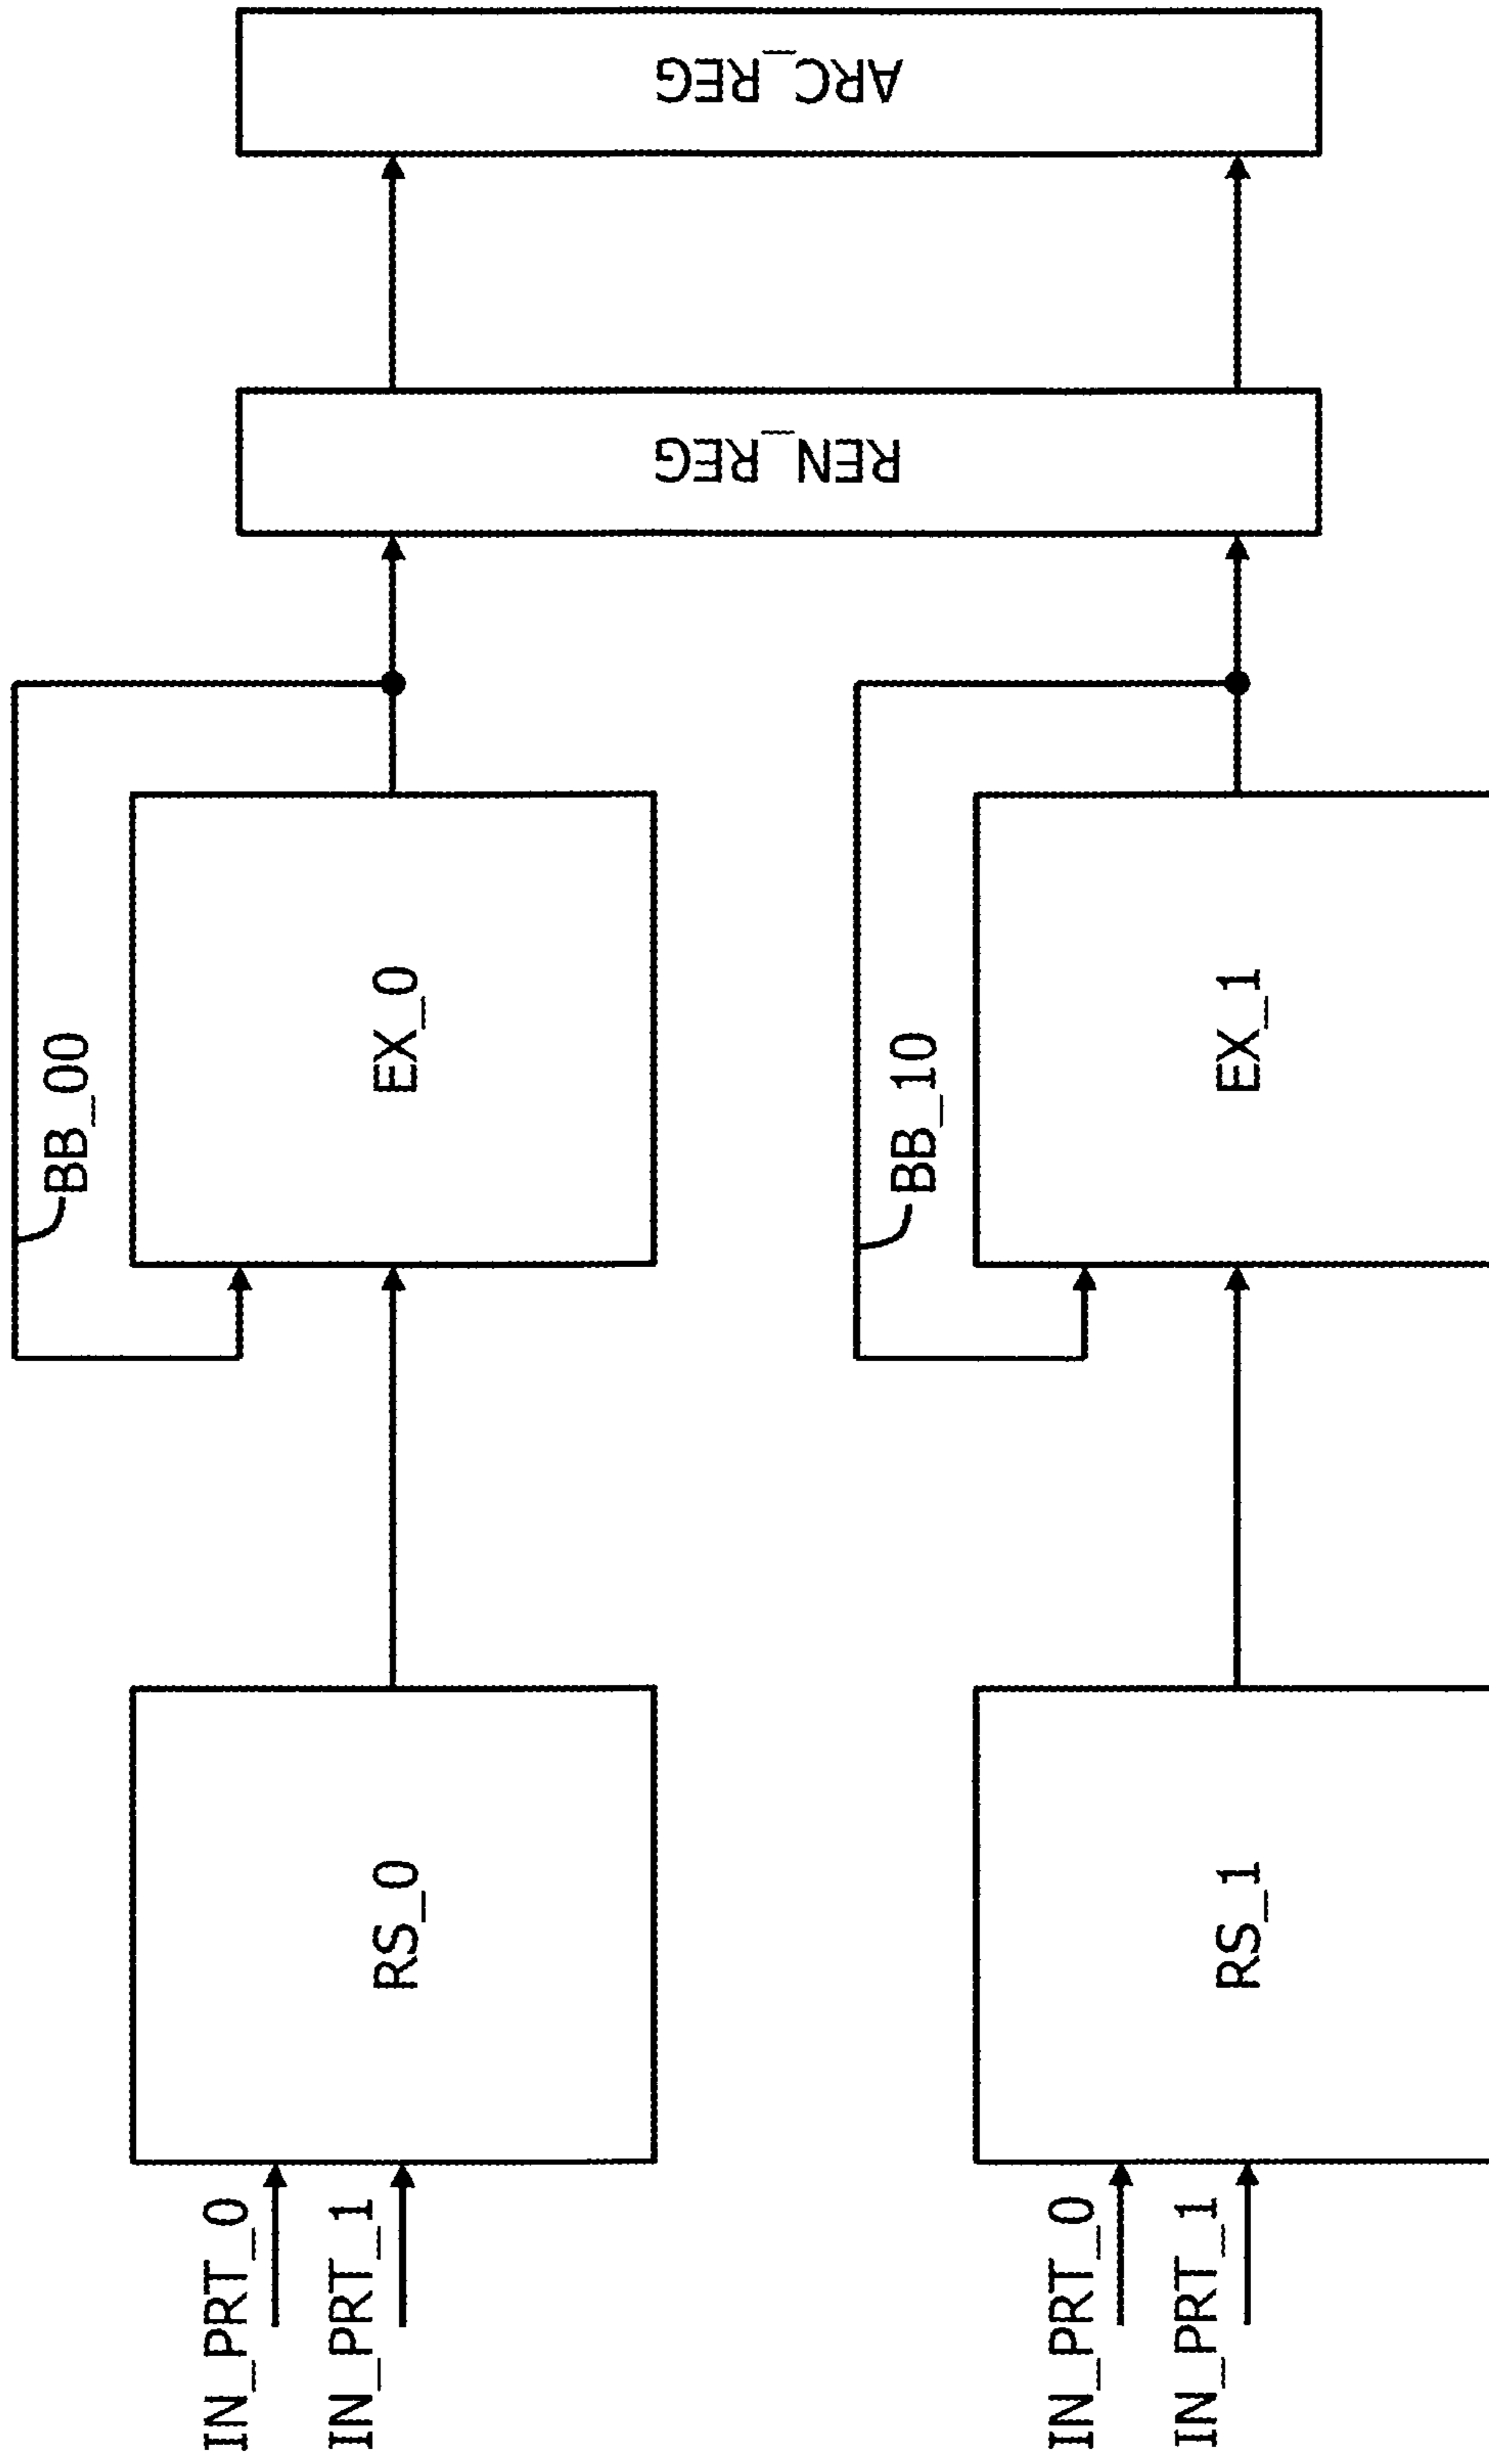 IN_PRT_0
IN_PRT_1
RS_0
BB_00
EX_0
IN_PRT_0
IN_PRT_1
RS_1
BB_10
EX_1
REN_REG
ARC_REG